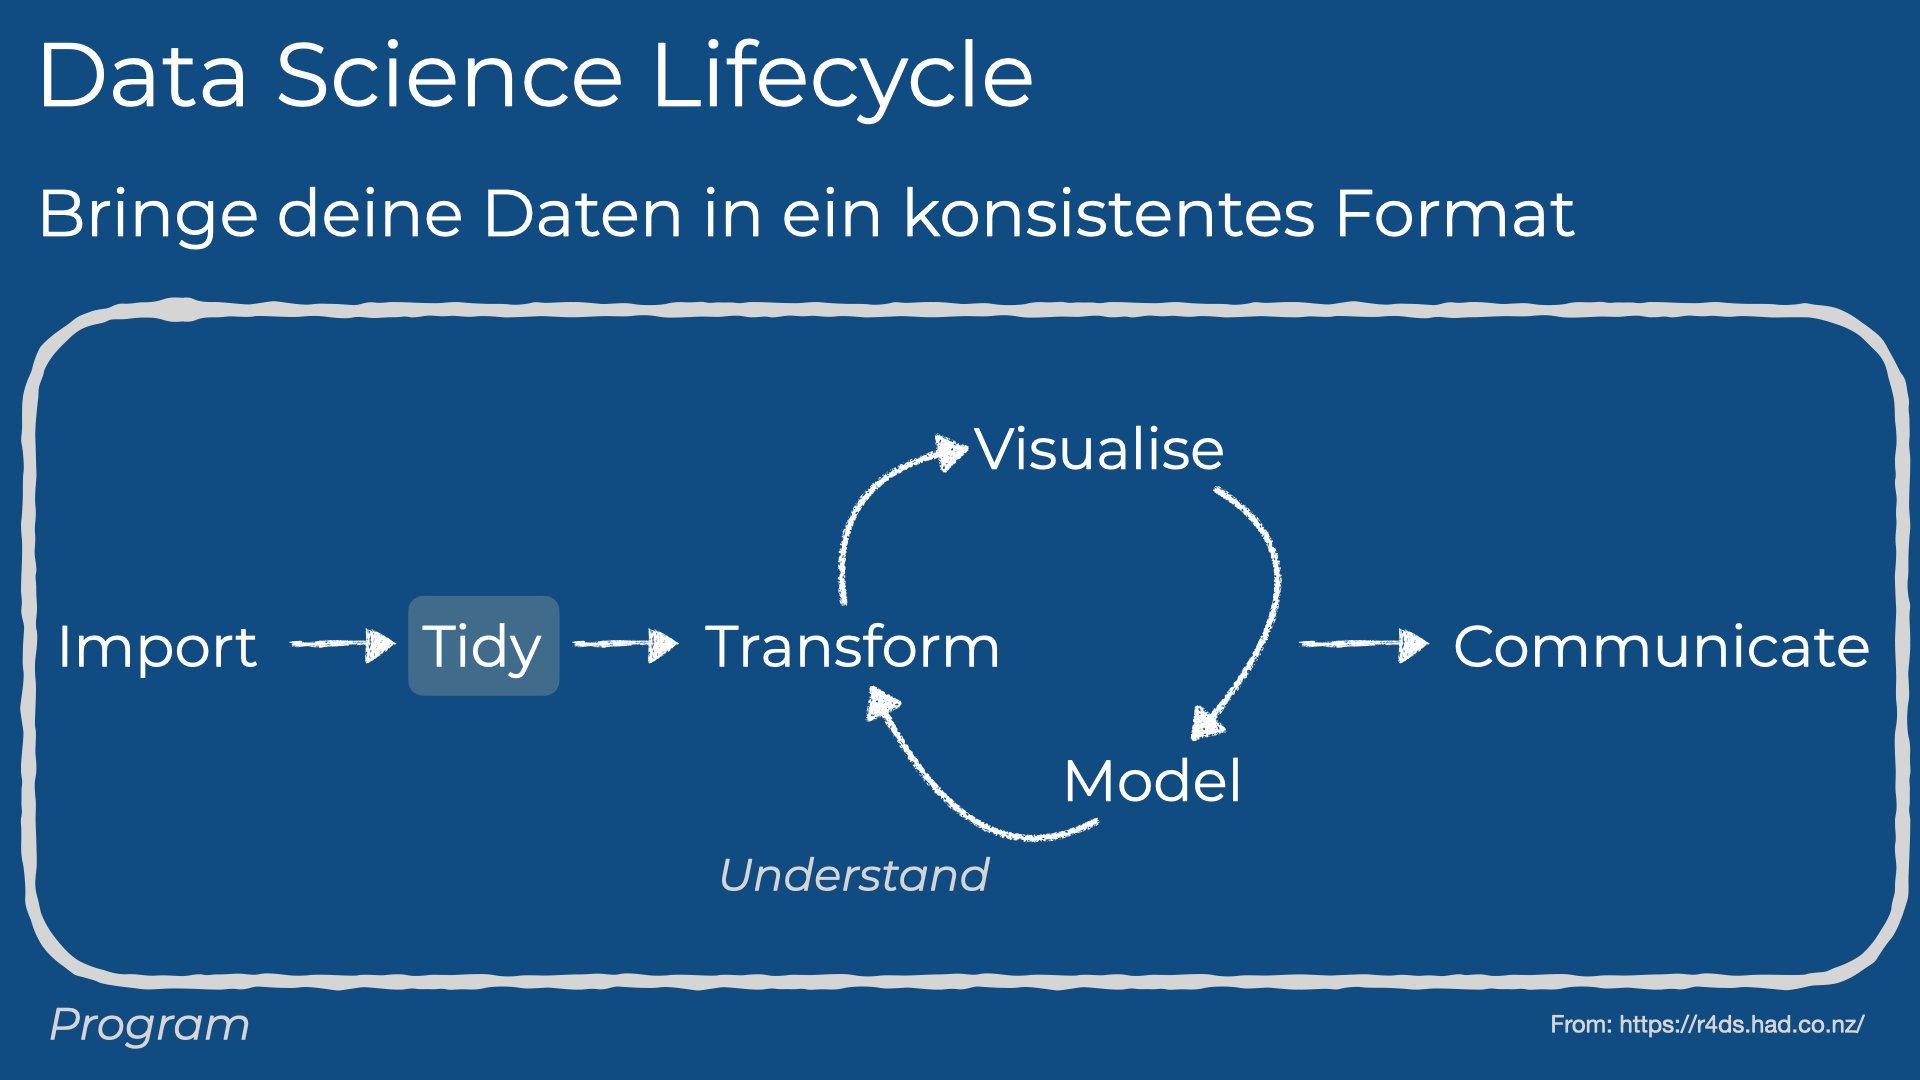 Data Science Lifecycle
Bringe deine Daten in ein konsistentes Format
Visualise
Import
Tidy
Transform
Communicate
Model
Understand
Program
From: https://r4ds.had.co.nz/